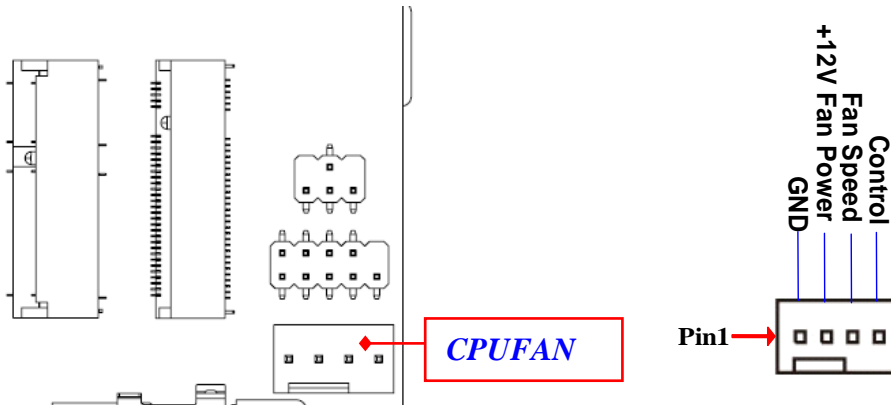 GND
+12V Fan Power
Fan Speed
Control
CPUFAN
Pin1